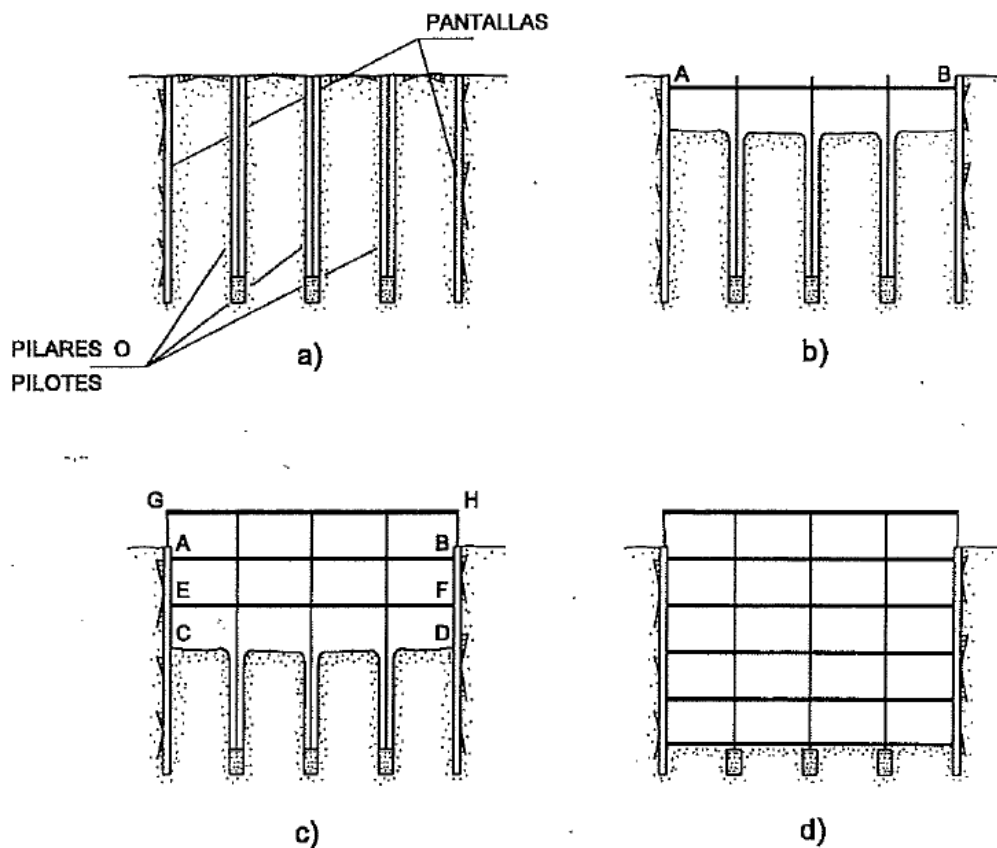 PANTALLAS
PILARES O
PILOTES
a)
A B
b)
G H
A B
E F
C D
c)
d)